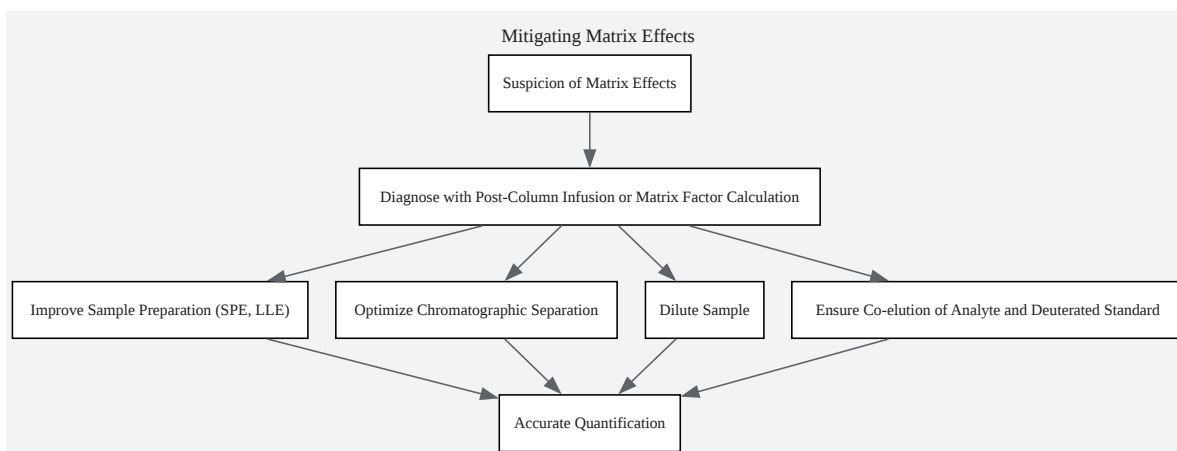 Mitigating Matrix Effects
Suspicion of Matrix Effects
Diagnose with Post-Column Infusion or Matrix Factor Calculation
Improve Sample Preparation (SPE, LLE)
Optimize Chromatographic Separation
Dilute Sample
Ensure Co-elution of Analyte and Deuterated Standard
Accurate Quantification